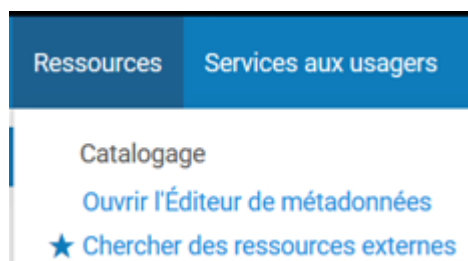 Ressources Services aux usagers
Catalogage
Ouvrir l'Éditeur de métadonnées
Chercher des ressources externes